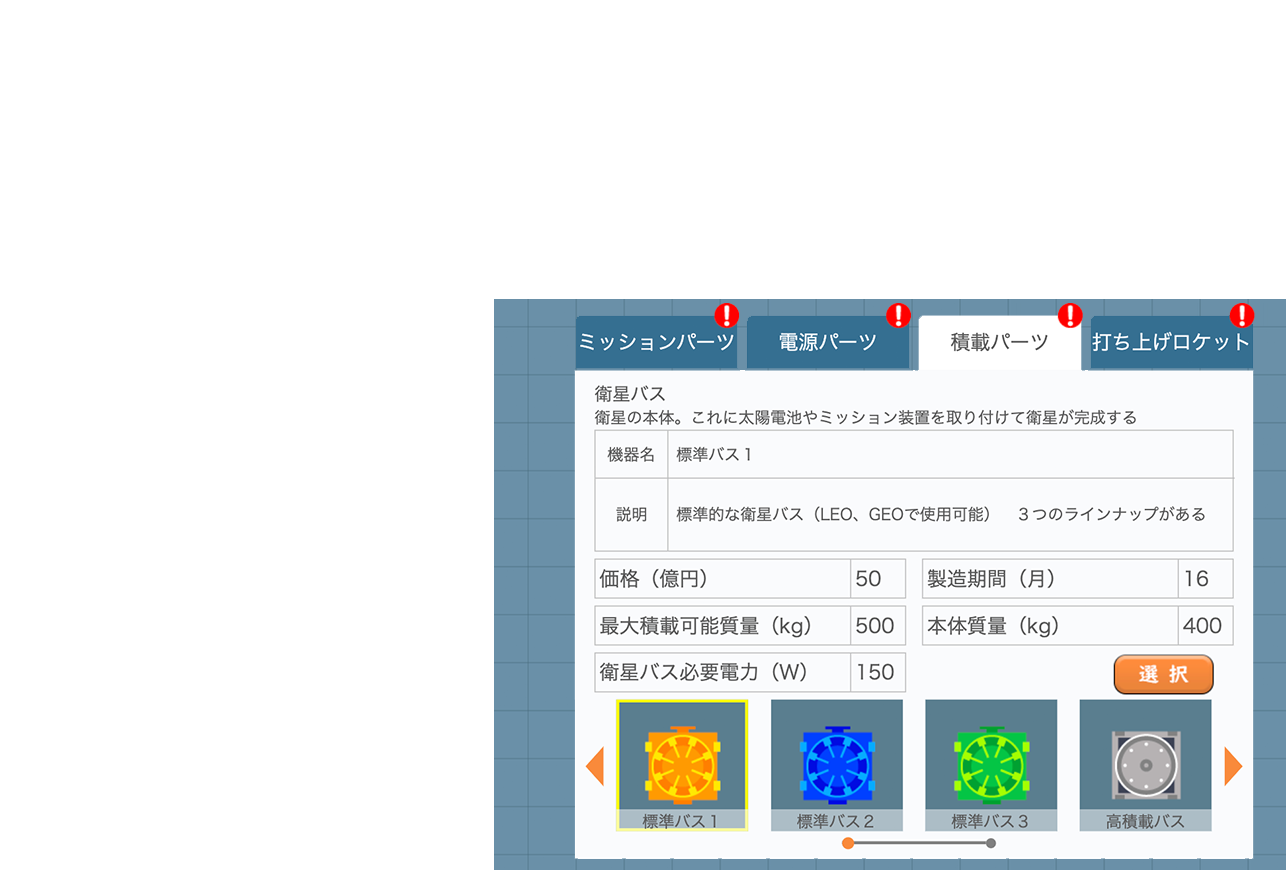 ミッションパーツ
電源パーツ
積載パーツ
打ち上げロケット
衛星バス
衛星の本体。これに太陽電池やミッション装置を取り付けて衛星が完成する
機器名 標準バス1
説明 標準的な衛星バス（LEO、GEOで使用可能）　3つのラインナップがある
価格（億円） 50 製造期間（月） 16
最大積載可能質量（kg） 500 本体質量（kg） 400
衛星バス必要電力（W） 150
選択
標準バス1
標準バス2
標準バス3
高積載バス